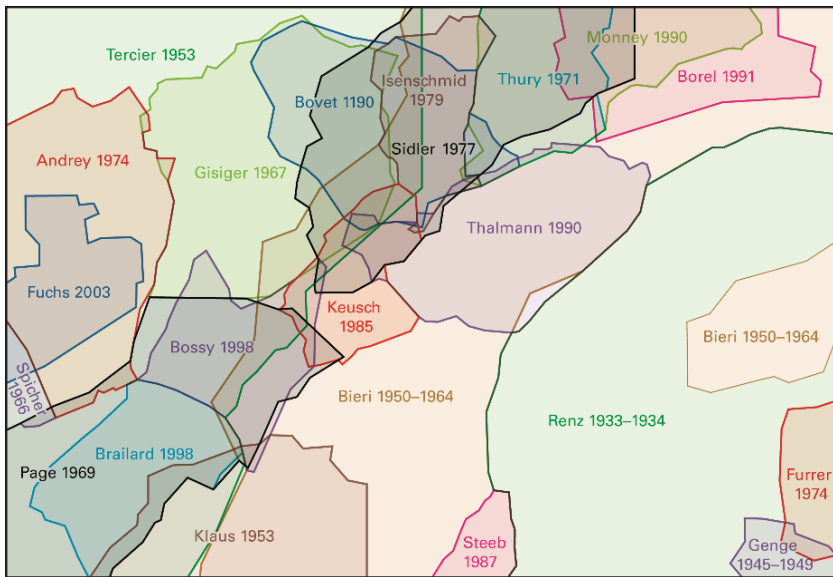 Monney 1990
Tercier 1953
Isenschmid
1979
Thury 1971
Borel 1991
Bovet 1190
Sidler 1977
Andrey 1974
Gisiger 1967
Thalmann 1990
Fuchs 2003
Keusch
1985
Bieri 1950–1964
Bossy 1998
Spicher
1966
Bieri 1950–1964
Renz 1933–1934
Brailard 1998
Page 1969
Furrer
1974
Klaus 1953
Steeb
1987
Genge
1945–1949